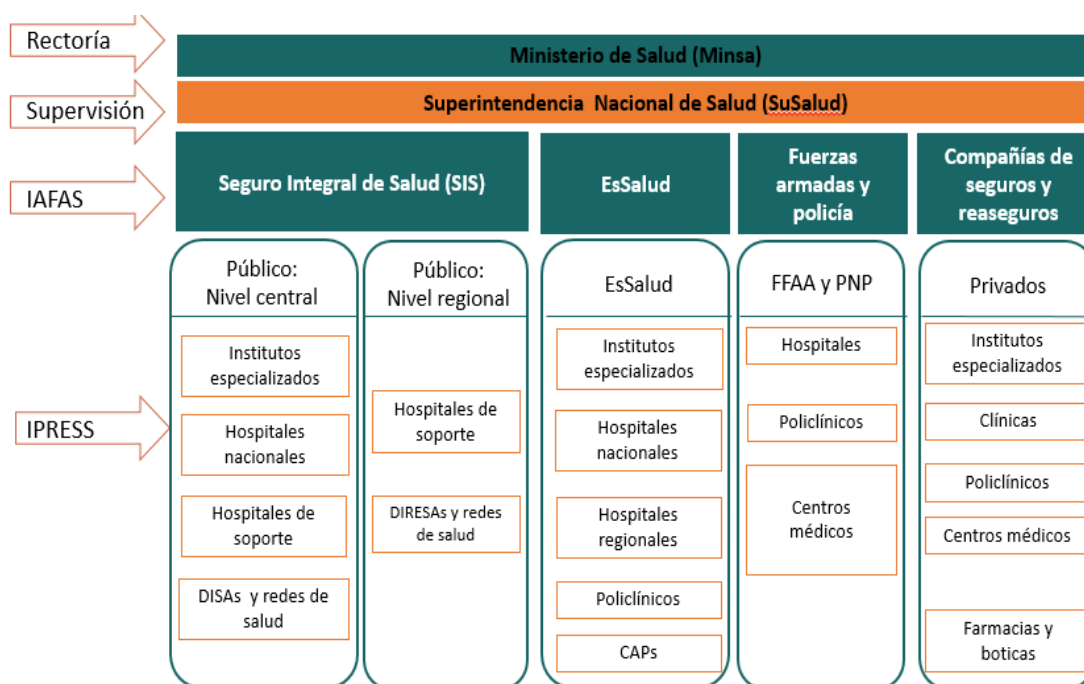 Rectoría
Ministerio de Salud (Minsa)
Supervisión
Superintendencia Nacional de Salud (SuSalud)
IAFAS
Seguro Integral de Salud (SIS)
EsSalud
Fuerzas
armadas y
policía
Compañías de
seguros y
reaseguros
IPRESS
Público:
Nivel central
Institutos
especializados
Hospitales
nacionales
Hospitales de
soporte
DISAs y redes de
salud
Público:
Nivel regional
Hospitales de
soporte
DIRESAs y redes
de salud
EsSalud
Institutos
especializados
Hospitales
nacionales
Hospitales
regionales
Policlínicos
CAPs
FFAA y PNP
Hospitales
Policlínicos
Centros
médicos
Privados
Institutos
especializados
Clínicas
Policlínicos
Centros médicos
Farmacias y
boticas